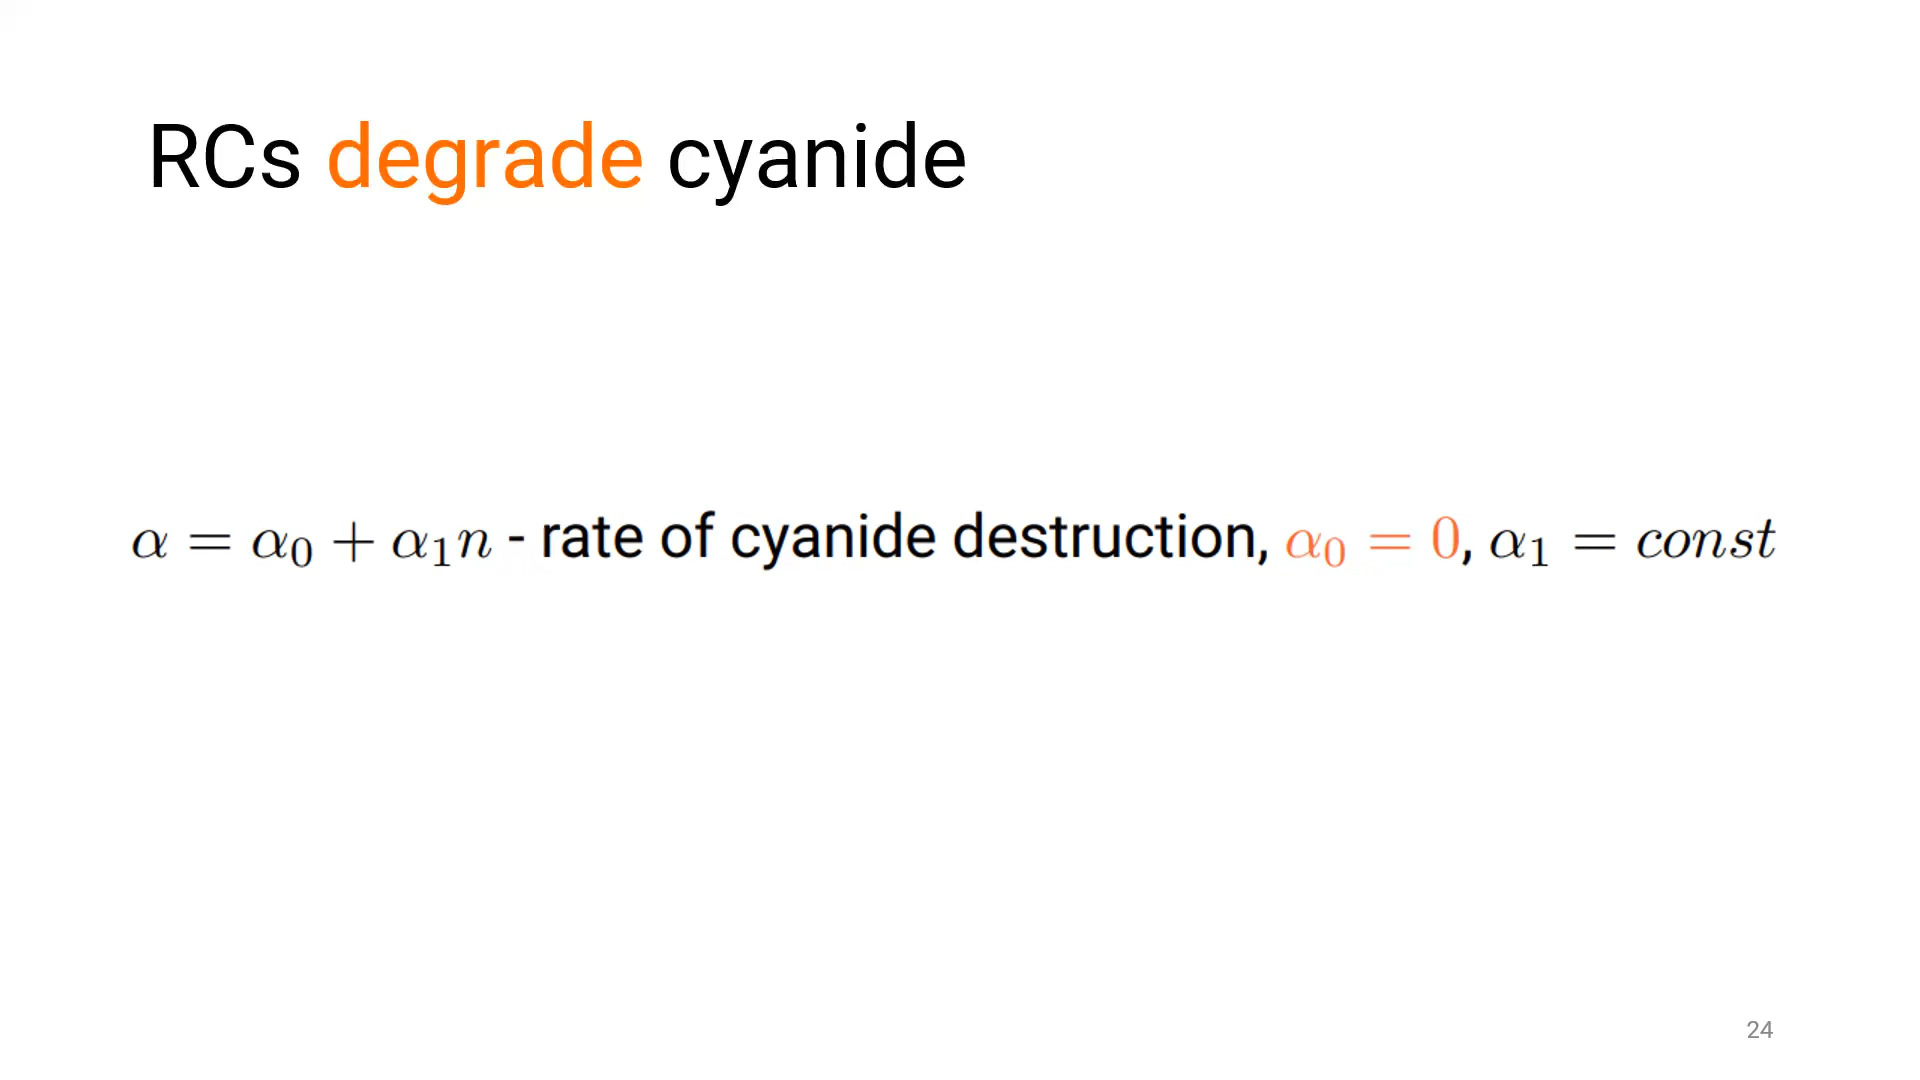 RCs degrade cyanide
α = α₀ + α₁n - rate of cyanide destruction, α₀ = 0, α₁ = const
24